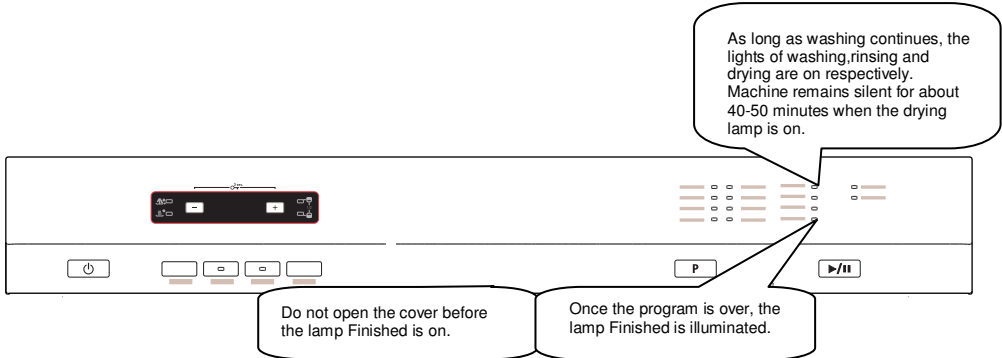 As long as washing continues, the
lights of washing,rinsing and
drying are on respectively.
Machine remains silent for about
40-50 minutes when the drying
lamp is on.
−
+
P
Do not open the cover before
the lamp Finished is on.
Once the program is over, the
lamp Finished is illuminated.